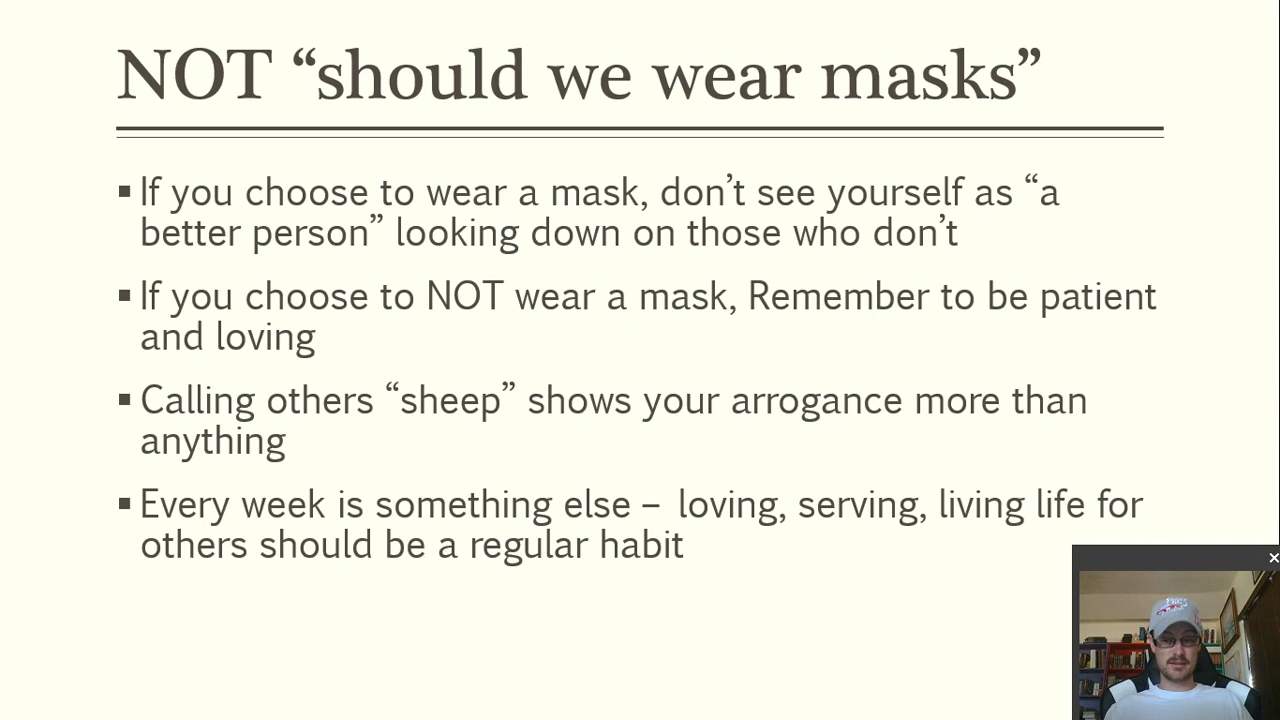 NOT “should we wear masks”
▪ If you choose to wear a mask, don’t see yourself as “a
better person” looking down on those who don’t
▪ If you choose to NOT wear a mask, Remember to be patient
and loving
▪ Calling others “sheep” shows your arrogance more than
anything
▪ Every week is something else – loving, serving, living life for
others should be a regular habit